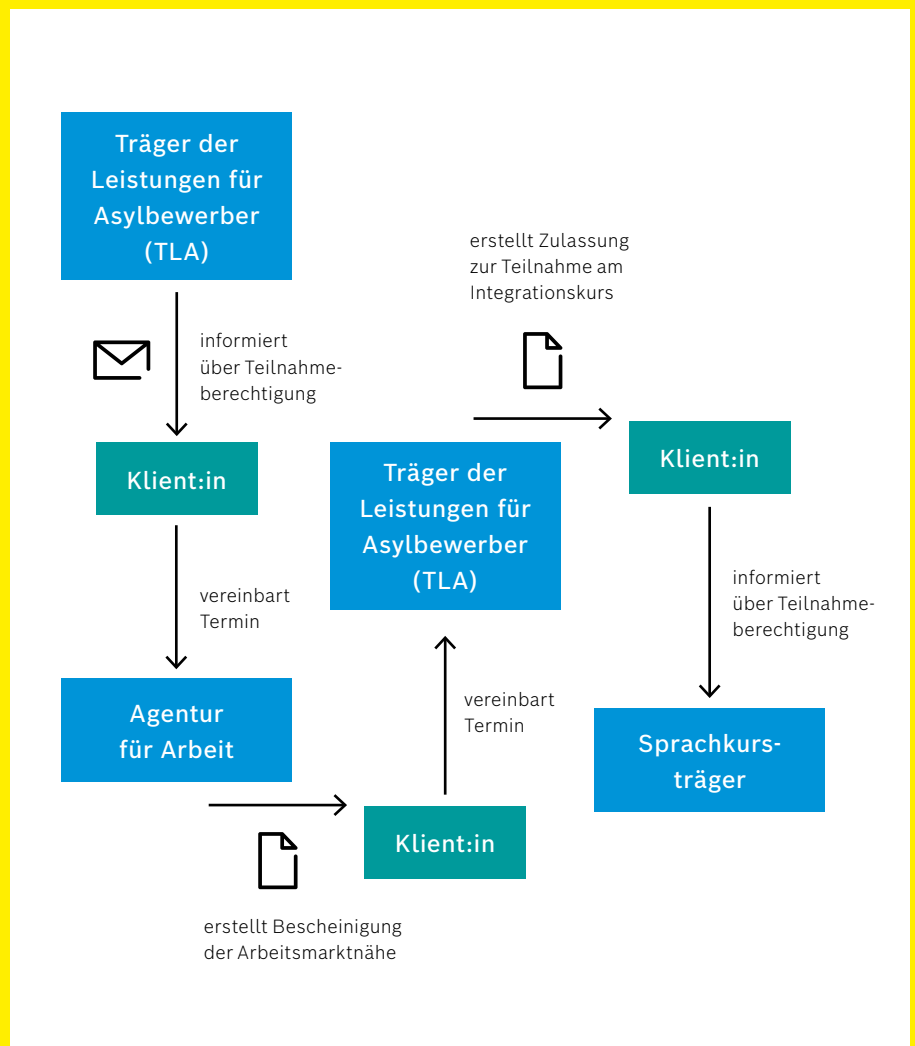 Träger der
Leistungen für
Asylbewerber
(TLA)
informiert
über Teilnahme-
berechtigung
Klient:in
vereinbart
Termin
Agentur
für Arbeit
erstellt Bescheinigung
der Arbeitsmarktnähe
Klient:in
vereinbart
Termin
Träger der
Leistungen für
Asylbewerber
(TLA)
erstellt Zulassung
zur Teilnahme am
Integrationskurs
Klient:in
informiert
über Teilnahme-
berechtigung
Sprachkurs-
träger